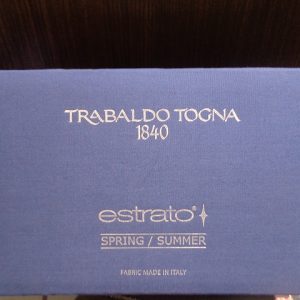 TRABALDO TOGNA
1840
estrato®
SPRING / SUMMER
FABRIC MADE IN ITALY